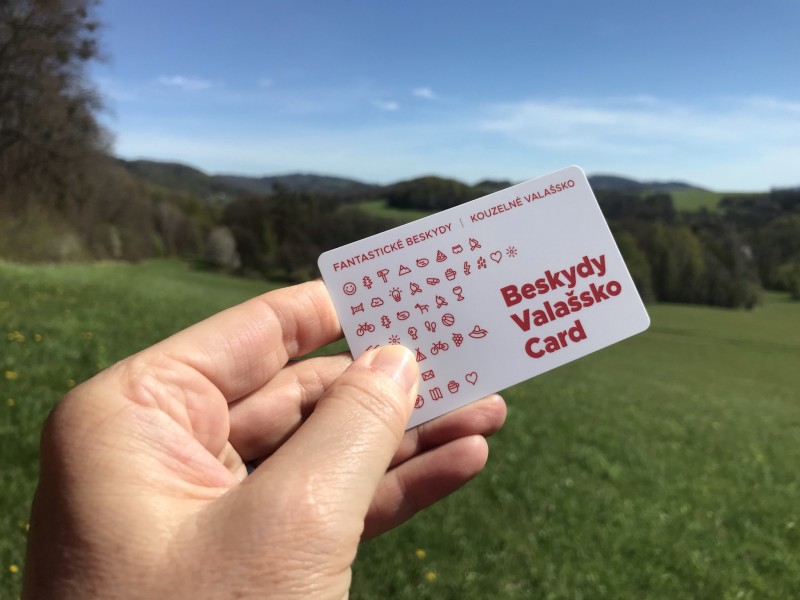 FANTASTICKÉ BESKYDY | KOUZELNÉ VALAŠSKO
Beskydy
Valašsko
Card